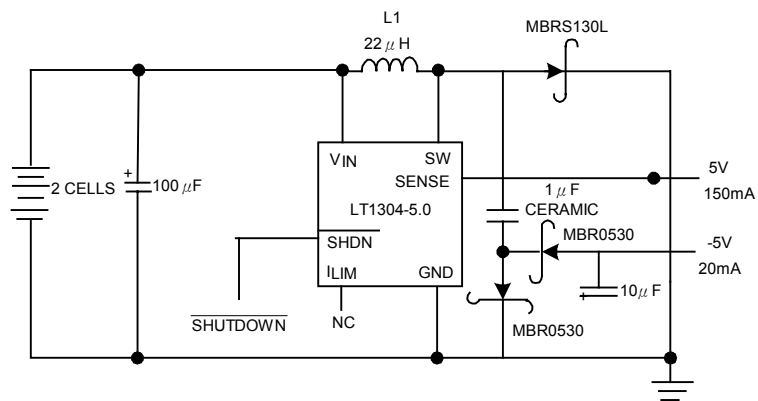 L1
22μH
MBRS130L
VIN
SW
SENSE
5V
150mA
+
2 CELLS
100μF
LT1304-5.0
1μF
CERAMIC
MBR0530
SHDN
-5V
20mA
ILIM
GND
+
10μF
SHUTDOWN
NC
MBR0530